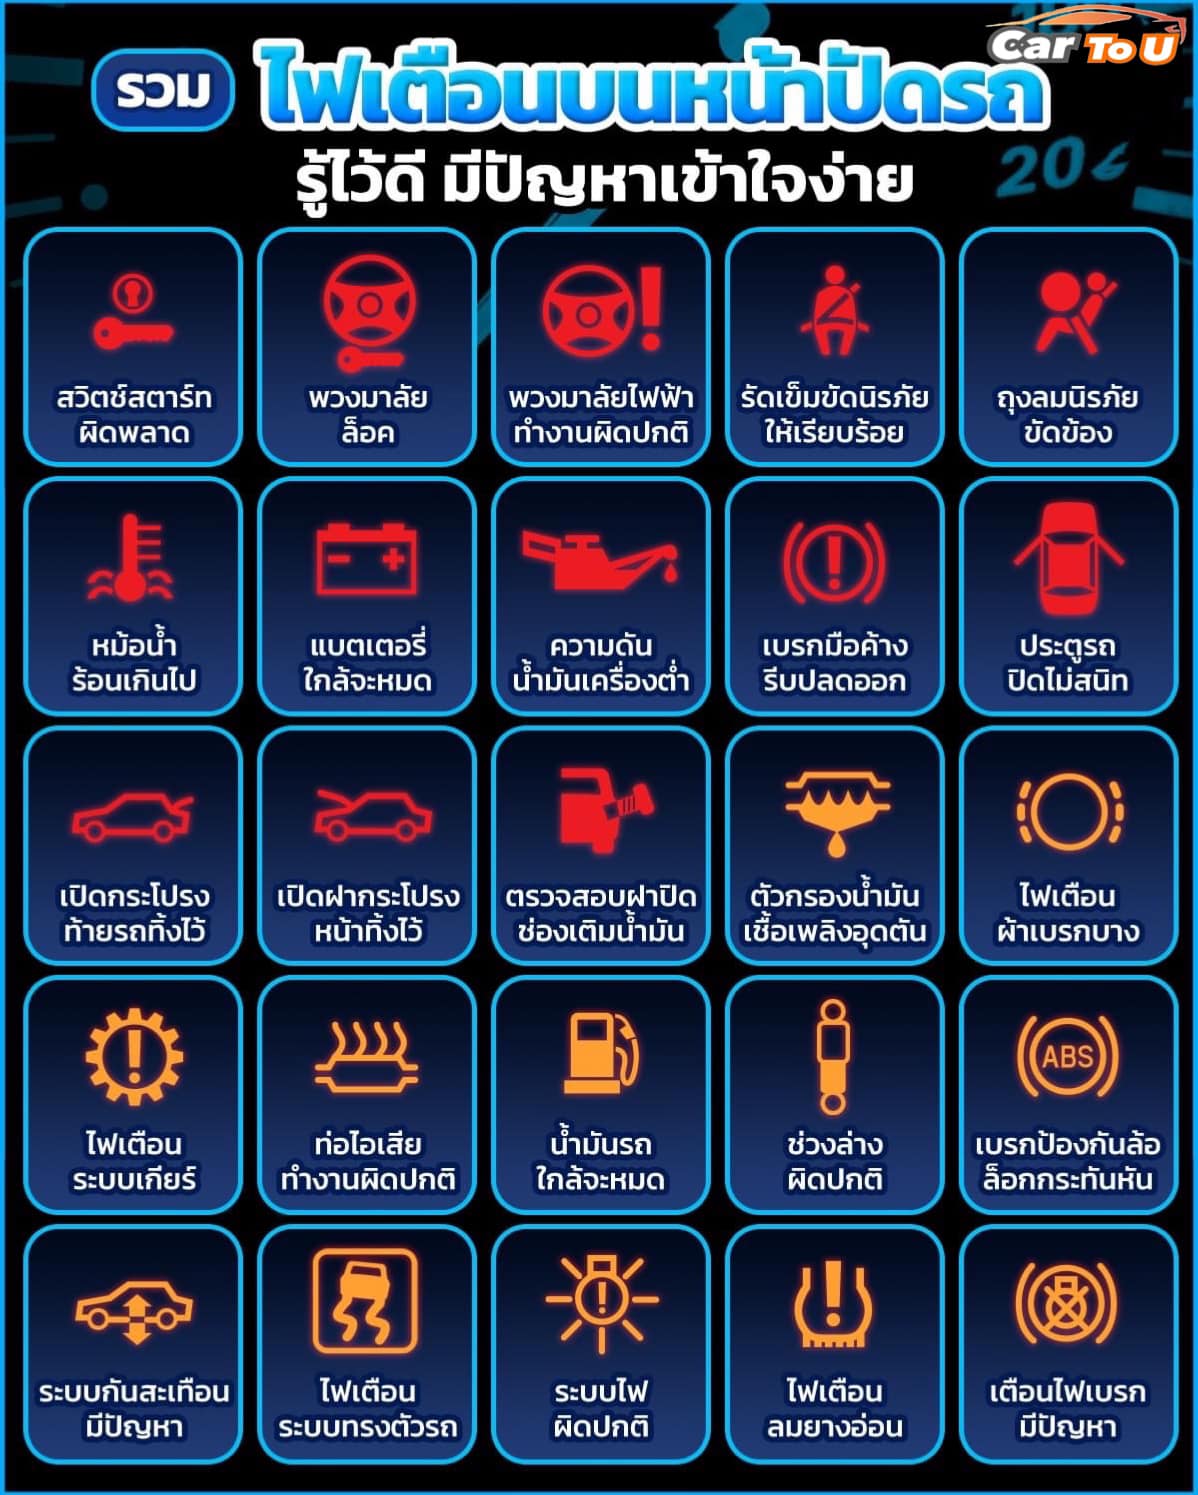 Car To U
รวม ไฟเตือนบนหน้าปัดรถ
รู้ไว้ดี มีปัญหาเข้าใจง่าย
206
สวิตช์สตาร์ท
ผิดพลาด
พวงมาลัย
ล็อค
พวงมาลัยไฟฟ้า
ทำงานผิดปกติ
รัดเข็มขัดนิรภัย
ให้เรียบร้อย
ถุงลมนิรภัย
ขัดข้อง
หม้อน้ำ
ร้อนเกินไป
แบตเตอรี่
ใกล้จะหมด
ความดัน
น้ำมันเครื่องต่ำ
เบรกมือค้าง
รีบปลดออก
ประตูรถ
ปิดไม่สนิท
เปิดกระโปรง
ท้ายรถทิ้งไว้
เปิดฝากระโปรง
หน้าทิ้งไว้
ตรวจสอบฝาปิด
ช่องเติมน้ำมัน
ตัวกรองน้ำมัน
เชื้อเพลิงอุดตัน
ไฟเตือน
ผ้าเบรกบาง
ไฟเตือน
ระบบเกียร์
ท่อไอเสีย
ทำงานผิดปกติ
น้ำมันรถ
ใกล้จะหมด
ช่วงล่าง
ผิดปกติ
ABS
เบรกป้องกันล้อ
ล็อกกระทันหัน
ระบบกันสะเทือน
มีปัญหา
ไฟเตือน
ระบบทรงตัวรถ
ระบบไฟ
ผิดปกติ
ไฟเตือน
ลมยางอ่อน
เตือนไฟเบรก
มีปัญหา